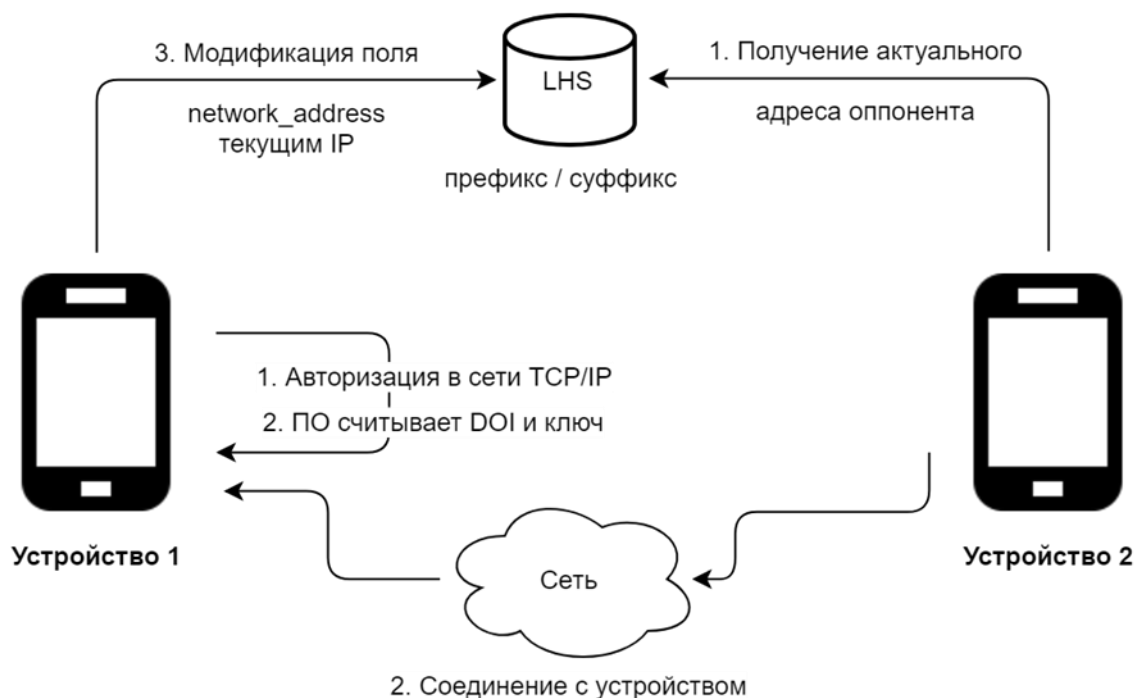 3. Модификация поля
network_address
текущим IP
LHS
префикс / суффикс
1. Получение актуального
адреса оппонента
1. Авторизация в сети TCP/IP
2. ПО считывает DOI и ключ
Устройство 1
Сеть
Устройство 2
2. Соединение с устройством